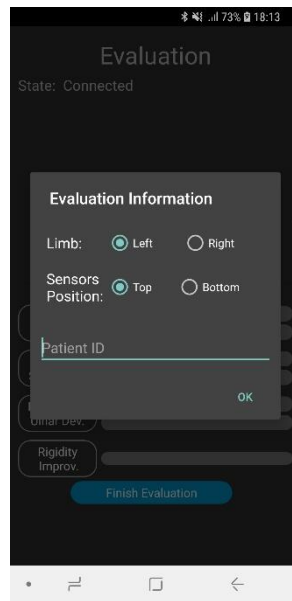 73% 18:13
Evaluation
State: Connected
Evaluation Information
Limb: Left Right
Sensors
Position: Top Bottom
Patient ID
OK
Ulnar Dev.
Rigidity
Improv.
Finish Evaluation